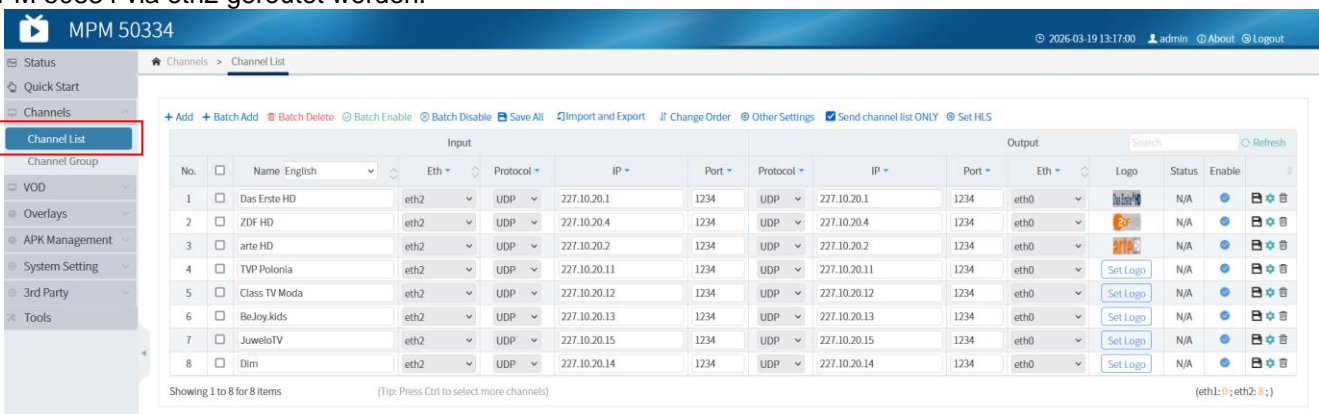 PM 50334 via eth2 geroutet werden.
MPM 50334
2026-03-19 13:17:00 admin About Logout
Status
Channels > Channel List
Quick Start
Channels
Channel List
Channel Group
VOD
Overlays
APK Management
System Setting
3rd Party
Tools
+ Add + Batch Add Batch Delete Batch Enable Batch Disable Save All Import and Export Change Order Other Settings Send channel list ONLY Set HLS
Input Output Search Refresh
No. Name English Eth Protocol IP Port Protocol IP Port Eth Logo Status Enable
1 Das Erste HD eth2 UDP 227.10.20.1 1234 UDP 227.10.20.1 1234 eth0 Das Erste HD N/A
2 ZDF HD eth2 UDP 227.10.20.4 1234 UDP 227.10.20.4 1234 eth0 ZDF N/A
3 arte HD eth2 UDP 227.10.20.2 1234 UDP 227.10.20.2 1234 eth0 arte N/A
4 TVP Polonia eth2 UDP 227.10.20.11 1234 UDP 227.10.20.11 1234 eth0 Set Logo N/A
5 Class TV Moda eth2 UDP 227.10.20.12 1234 UDP 227.10.20.12 1234 eth0 Set Logo N/A
6 BeJoy.kids eth2 UDP 227.10.20.13 1234 UDP 227.10.20.13 1234 eth0 Set Logo N/A
7 JuweloTV eth2 UDP 227.10.20.15 1234 UDP 227.10.20.15 1234 eth0 Set Logo N/A
8 Dim eth2 UDP 227.10.20.14 1234 UDP 227.10.20.14 1234 eth0 Set Logo N/A
Showing 1 to 8 for 8 items (Tip: Press Ctrl to select more channels) (eth1: 0 ; eth2: 8 ; )